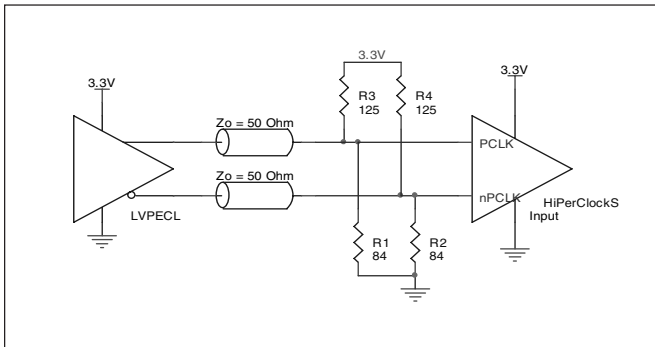 3.3V
3.3V
3.3V
R3
125
R4
125
Zo = 50 Ohm
PCLK
Zo = 50 Ohm
nPCLK
HiPerClockS
Input
LVPECL
R1
84
R2
84